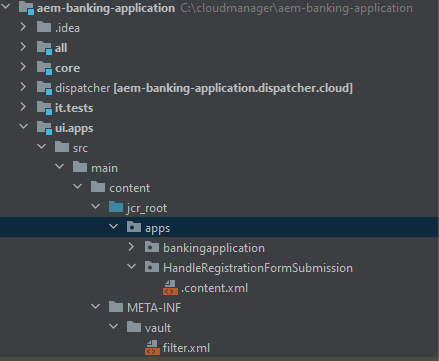 aem-banking-application C:\cloudmanager\aem-banking-application
.idea
all
core
dispatcher [aem-banking-application.dispatcher.cloud]
it.tests
ui.apps
src
main
content
jcr_root
apps
bankingapplication
HandleRegistrationFormSubmission
.content.xml
META-INF
vault
filter.xml